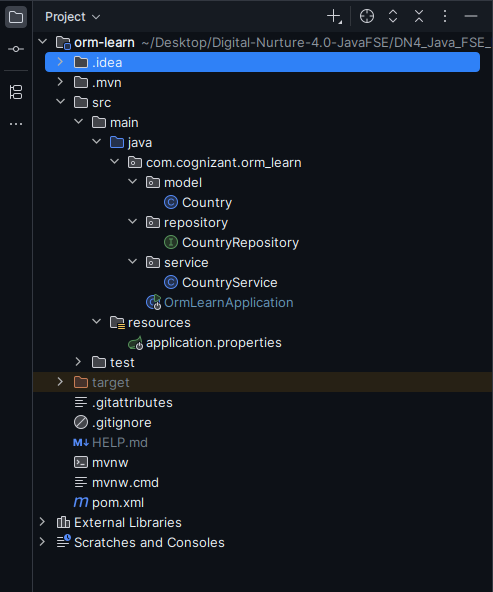 Project
orm-learn ~/Desktop/Digital-Nurture-4.0-JavaFSE/DN4_Java_FSE_
.idea
.mvn
src
main
java
com.cognizant.orm_learn
model
C Country
repository
I CountryRepository
service
C CountryService
C OrmLearnApplication
resources
application.properties
test
target
.gitattributes
.gitignore
M↓ HELP.md
mvnw
mvnw.cmd
m pom.xml
External Libraries
Scratches and Consoles